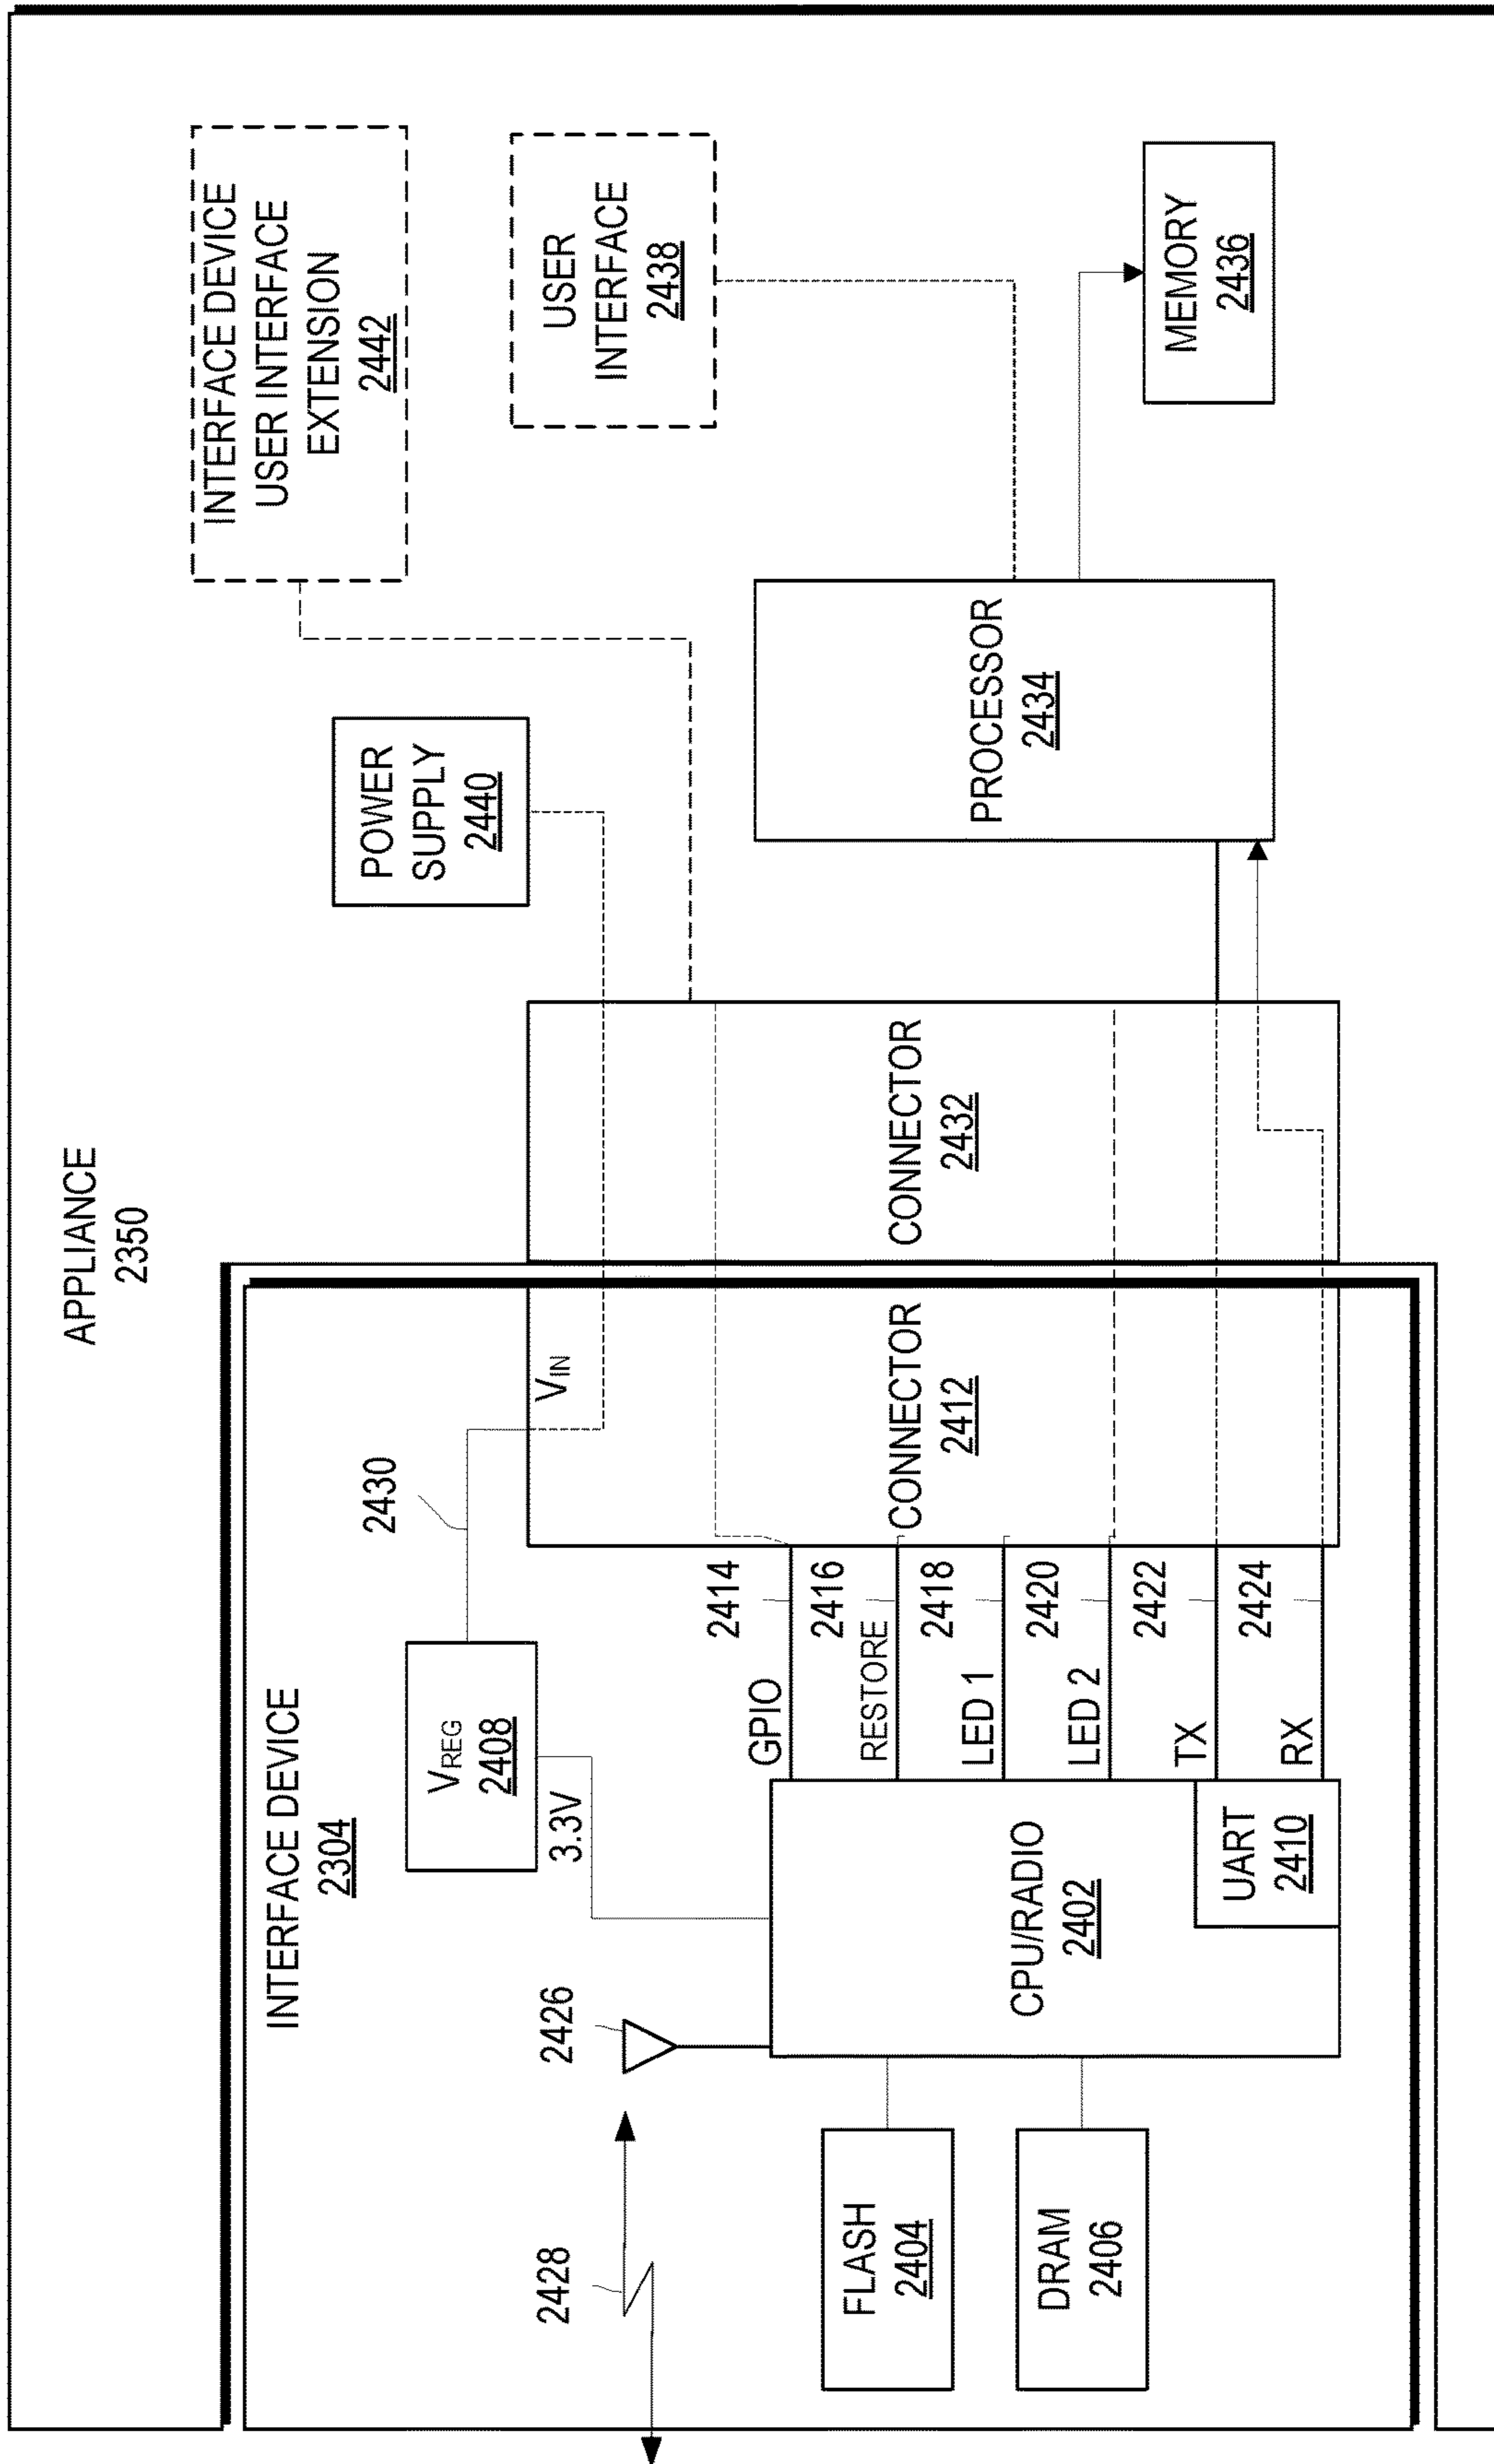 APPLIANCE
2350
INTERFACE DEVICE
2304
INTERFACE DEVICE
USER INTERFACE
EXTENSION
2442
POWER
SUPPLY
2440
USER
INTERFACE
2438
2430
VREG
2408
3.3V
VIN
2428
2426
FLASH
2404
DRAM
2406
CPU/RADIO
2402
UART
2410
GPIO
2414
RESTORE
2416
LED 1
2418
LED 2
2420
TX
2422
RX
2424
CONNECTOR
2412
CONNECTOR
2432
PROCESSOR
2434
MEMORY
2436